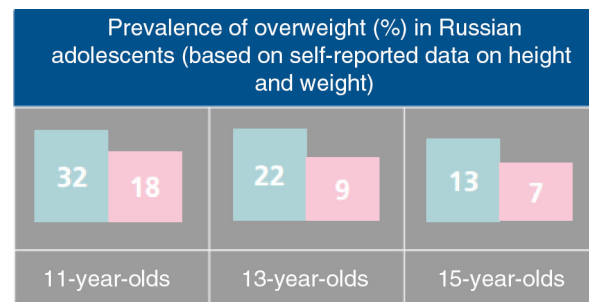 Prevalence of overweight (%) in Russian
adolescents (based on self-reported data on height
and weight)
32 18 22 9 13 7
11-year-olds 13-year-olds 15-year-olds